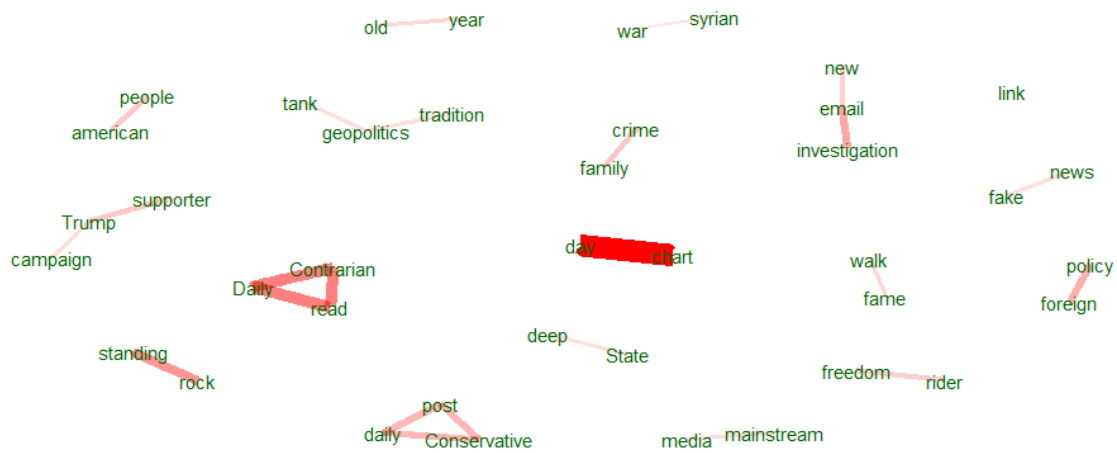 old year
war syrian
new
people
tank
link
tradition
email
american
geopolitics
crime
investigation
family
news
fake
supporter
Trump
day
chart
campaign
Contrarian
walk
policy
Daily
read
fame
foreign
deep
standing
State
rock
freedom
rider
post
daily
Conservative
media mainstream